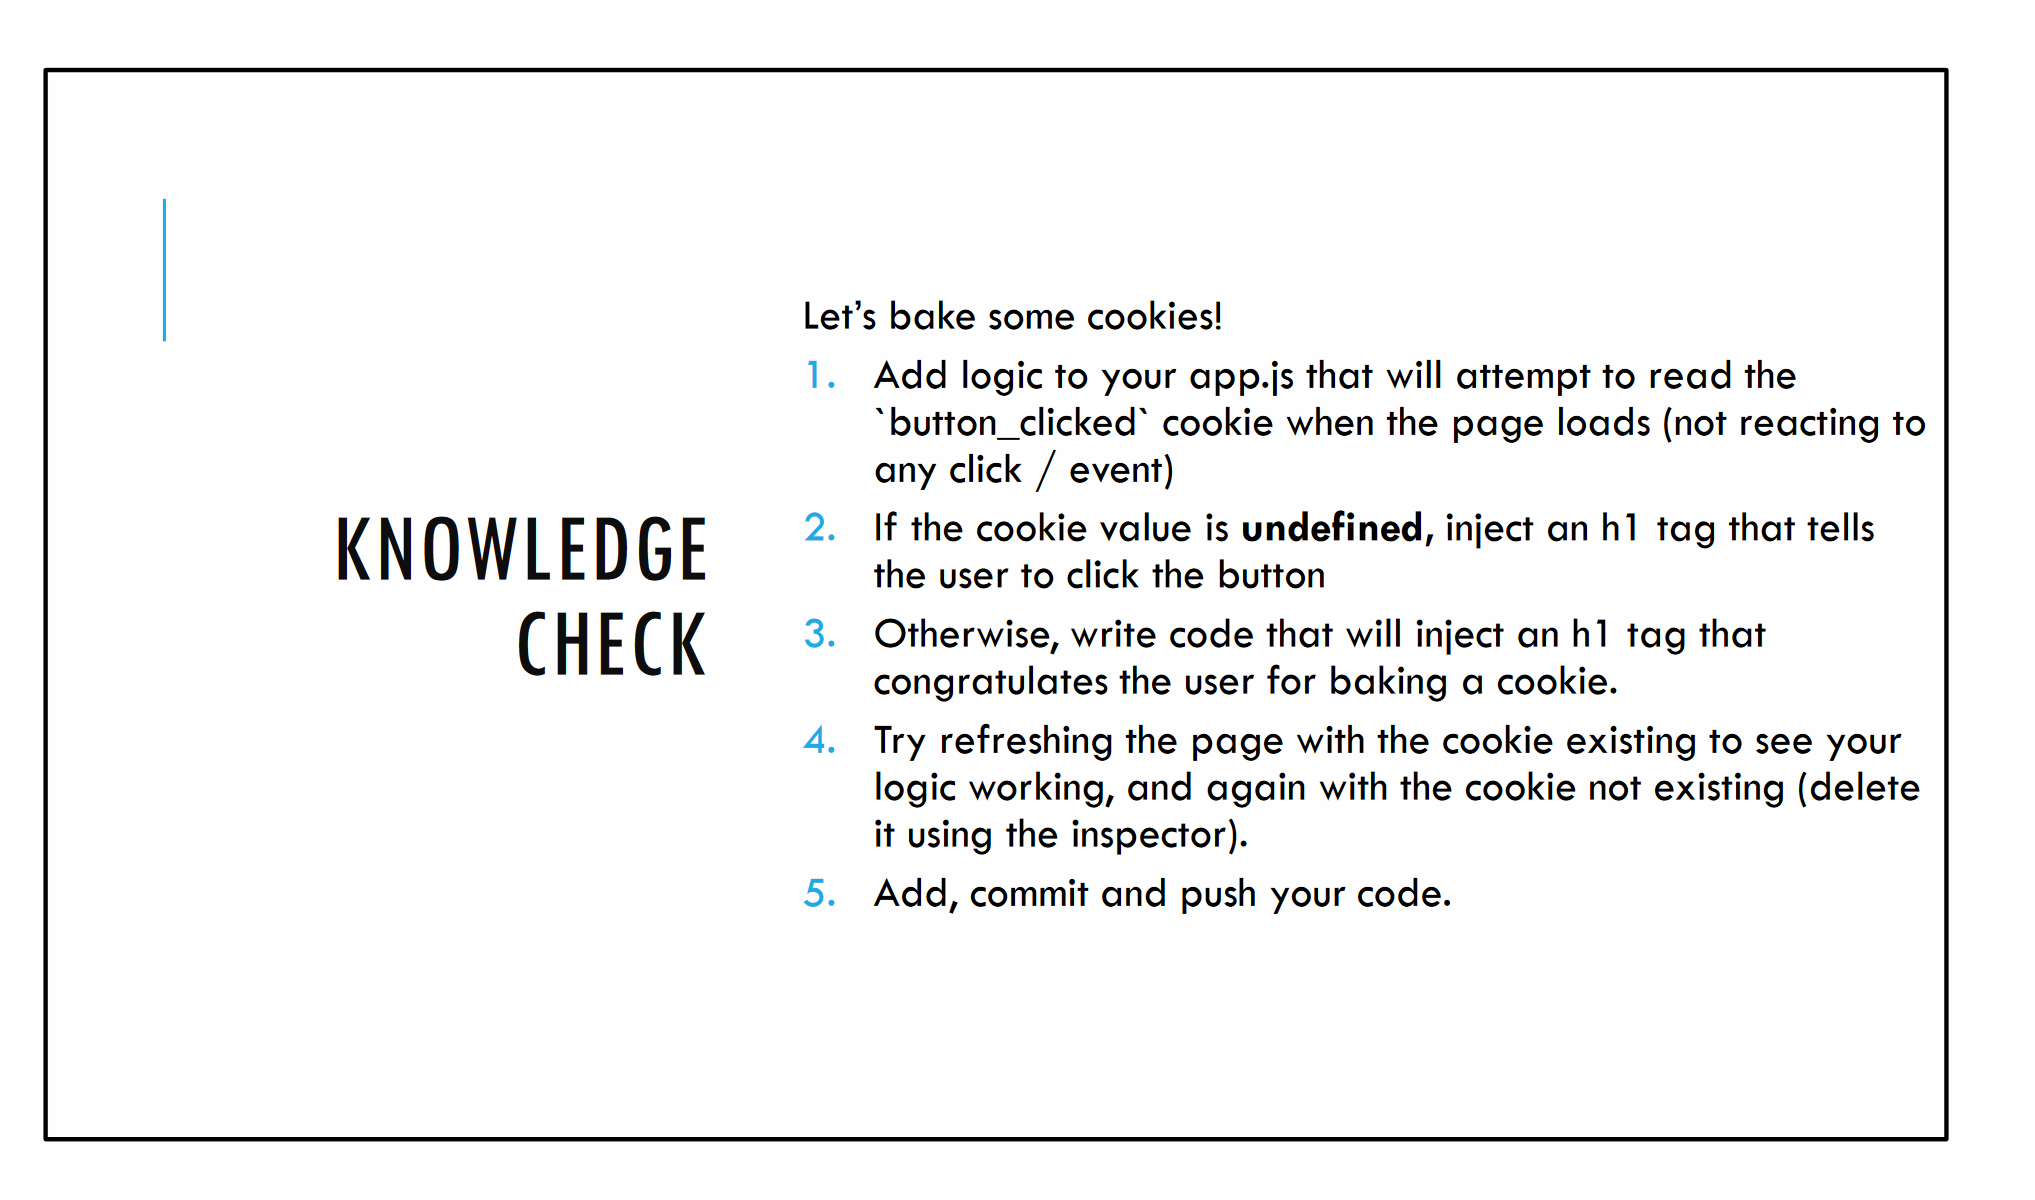 KNOWLEDGE
CHECK
Let’s bake some cookies!
1. Add logic to your app.js that will attempt to read the
`button_clicked` cookie when the page loads (not reacting to
any click / event)
2. If the cookie value is undefined, inject an h1 tag that tells
the user to click the button
3. Otherwise, write code that will inject an h1 tag that
congratulates the user for baking a cookie.
4. Try refreshing the page with the cookie existing to see your
logic working, and again with the cookie not existing (delete
it using the inspector).
5. Add, commit and push your code.